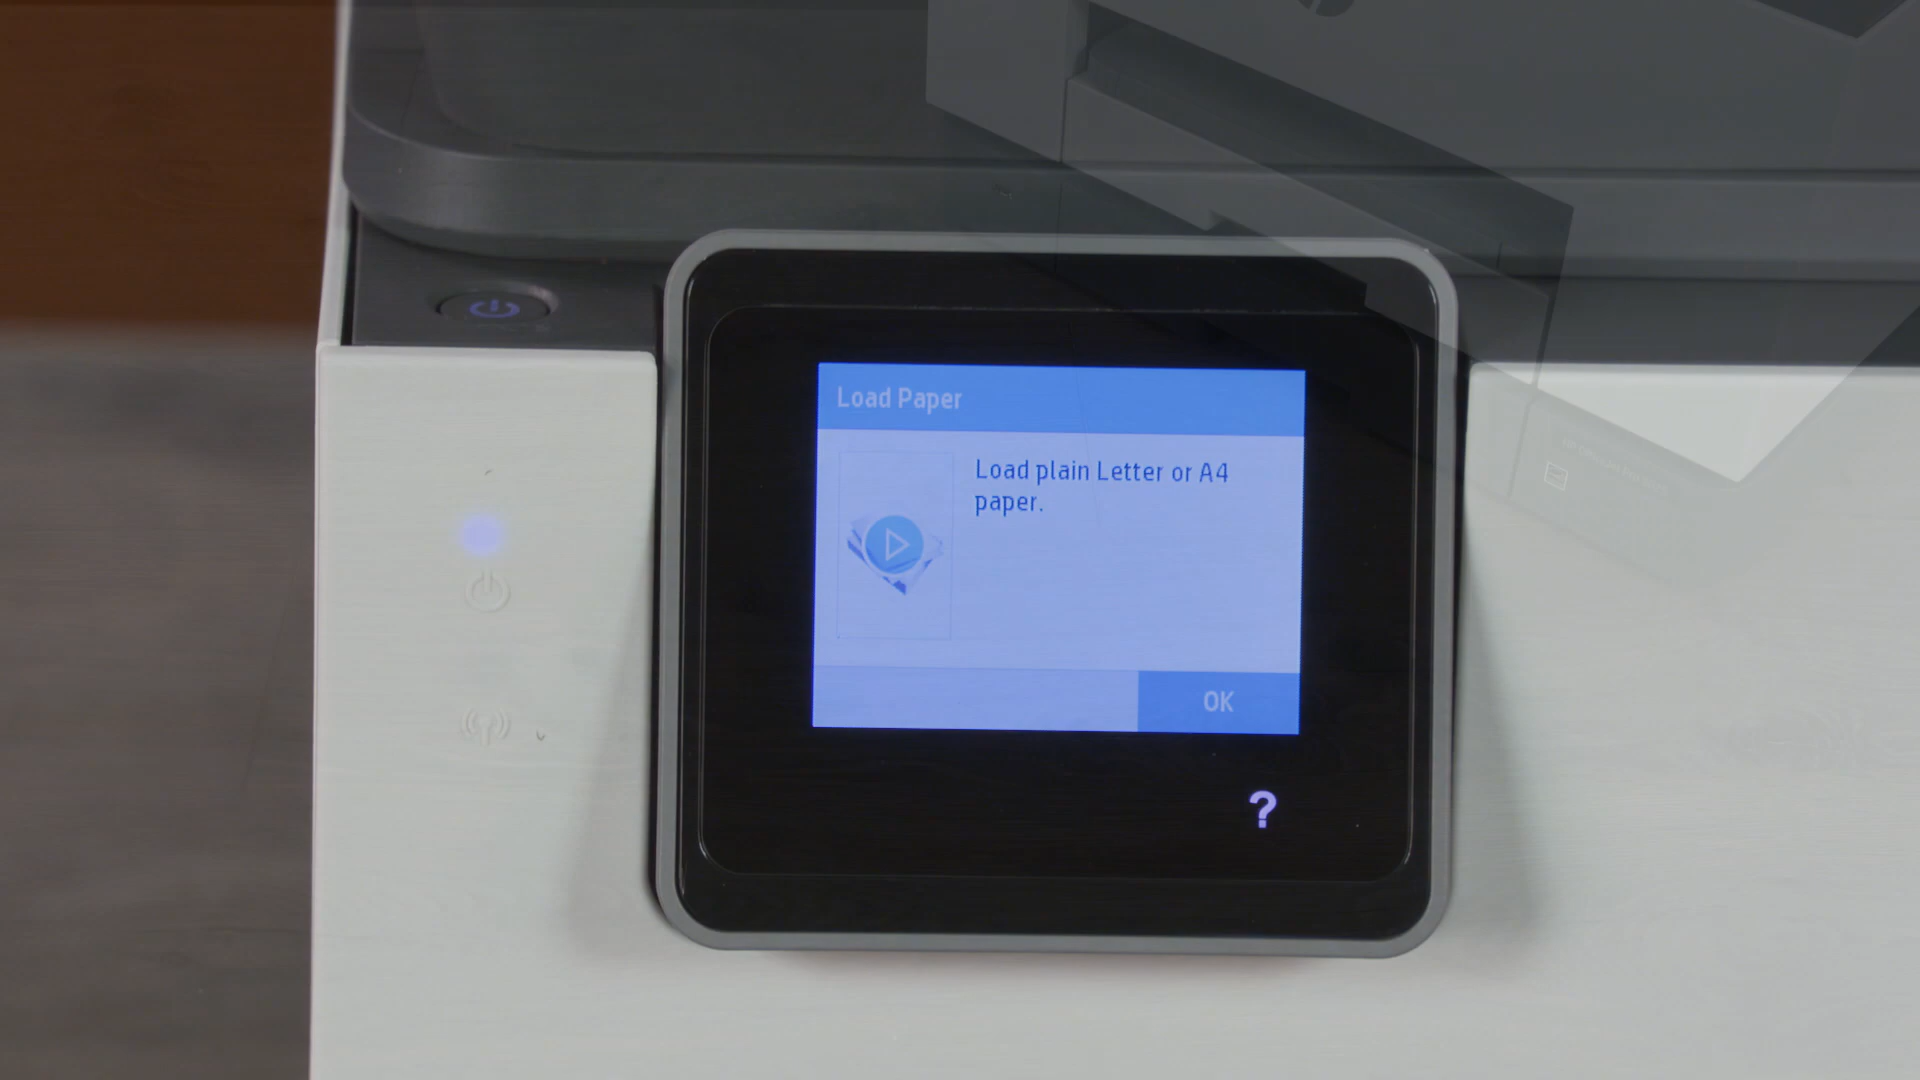 Load Paper
Load plain Letter or A4
paper.
OK
?